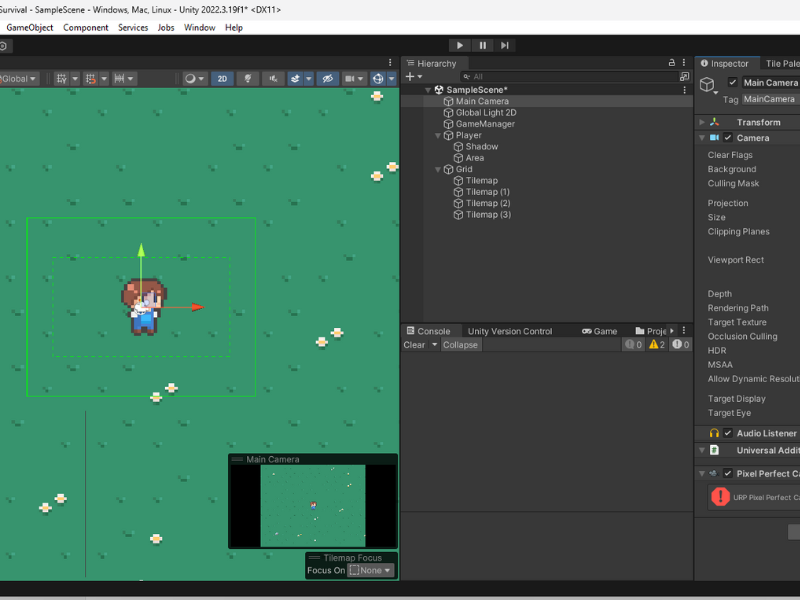 Survival - SampleScene - Windows, Mac, Linux - Unity 2022.3.19f1* <DX11>
GameObject Component Services Jobs Window Help
Global
2D
Main Camera
Tilemap Focus
Focus On None
Hierarchy
All
SampleScene*
Main Camera
Global Light 2D
GameManager
Player
Shadow
Area
Grid
Tilemap
Tilemap (1)
Tilemap (2)
Tilemap (3)
Console Unity Version Control Game Proje
Clear Collapse 0 2 0
Inspector Tile Pale
Main Camera
Tag MainCamera
Transform
Camera
Clear Flags
Background
Culling Mask
Projection
Size
Clipping Planes
Viewport Rect
Depth
Rendering Path
Target Texture
Occlusion Culling
HDR
MSAA
Allow Dynamic Resolut
Target Display
Target Eye
Audio Listener
Universal Addit
Pixel Perfect Ca
URP Pixel Perfect Ca